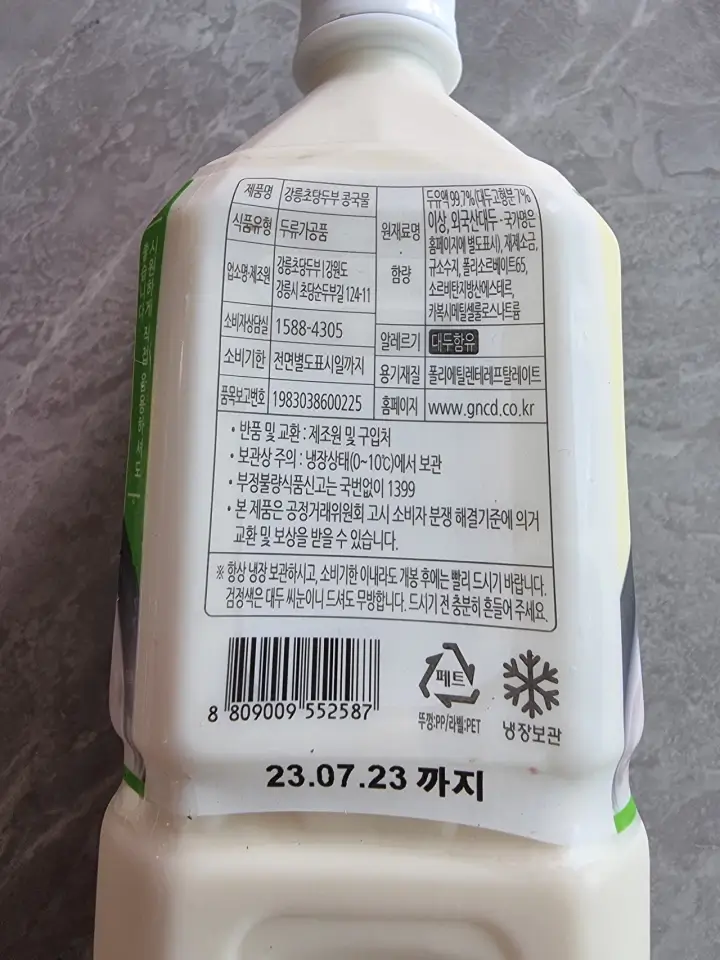 제품명 강릉초당두부 콩국물
식품유형 두류가공품
업소명·제조원 강릉초당두부 | 강원도
강릉시 초당순두부길 124-11
소비자상담실 1588-4305
소비기한 전면별도표시일까지
품목보고번호 1983038600225
원재료명 함량
두유액 99.7%(대두고형분 7%
이상, 외국산대두 - 국가명은
홈페이지에 별도표시), 재제소금,
규소수지, 폴리소르베이트65,
소르비탄지방산에스테르,
카복시메틸셀룰로스나트륨
알레르기 대두함유
용기재질 폴리에틸렌테레프탈레이트
홈페이지 www.gncd.co.kr
• 반품 및 교환 : 제조원 및 구입처
• 보관상 주의 : 냉장상태(0~10℃)에서 보관
• 부정불량식품신고는 국번없이 1399
• 본 제품은 공정거래위원회 고시 소비자 분쟁 해결기준에 의거
교환 및 보상을 받을 수 있습니다.
※ 항상 냉장 보관하시고, 소비기한 이내라도 개봉 후에는 빨리 드시기 바랍니다.
검정색은 대두 씨눈이니 드셔도 무방합니다. 드시기 전 충분히 흔들어 주세요.
8 809009 552587
페트
뚜껑:PP/라벨:PET
냉장보관
23.07.23 까지
시원하게 직접 음용하셔도
좋습니다